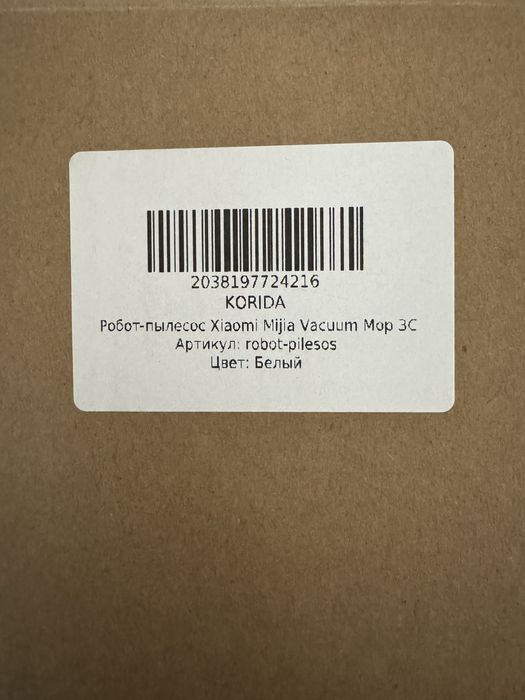 2038197724216
KORIDA
Робот-пылесос Xiaomi Mijia Vacuum Mop 3C
Артикул: robot-pilesos
Цвет: Белый